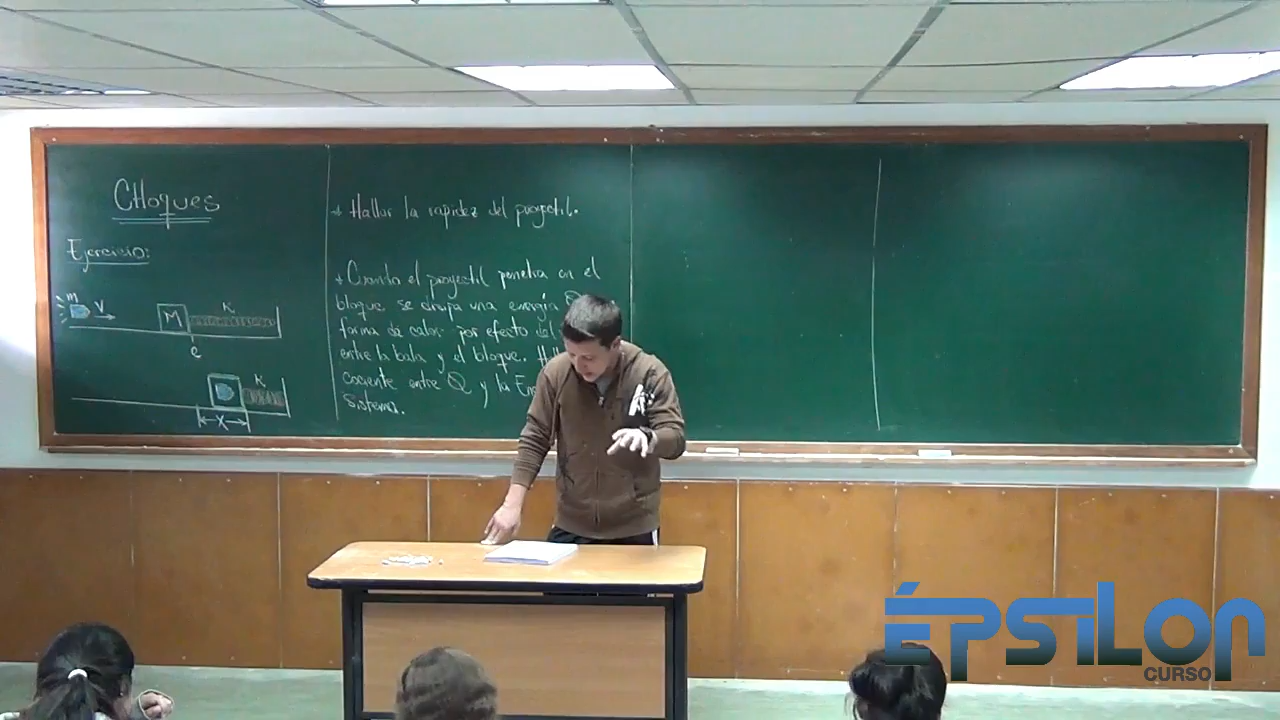 CHoques
Ejercicio:
m
V
M
K
e
K
X
* Hallar la rapidez del proyectil.
* Cuando el proyectil penetra en el
bloque se disipa una energía Q
forma de calor por efecto del
entre la bala y el bloque.
cociente entre Q y la En
Sistema.
ÉPSILON
CURSO